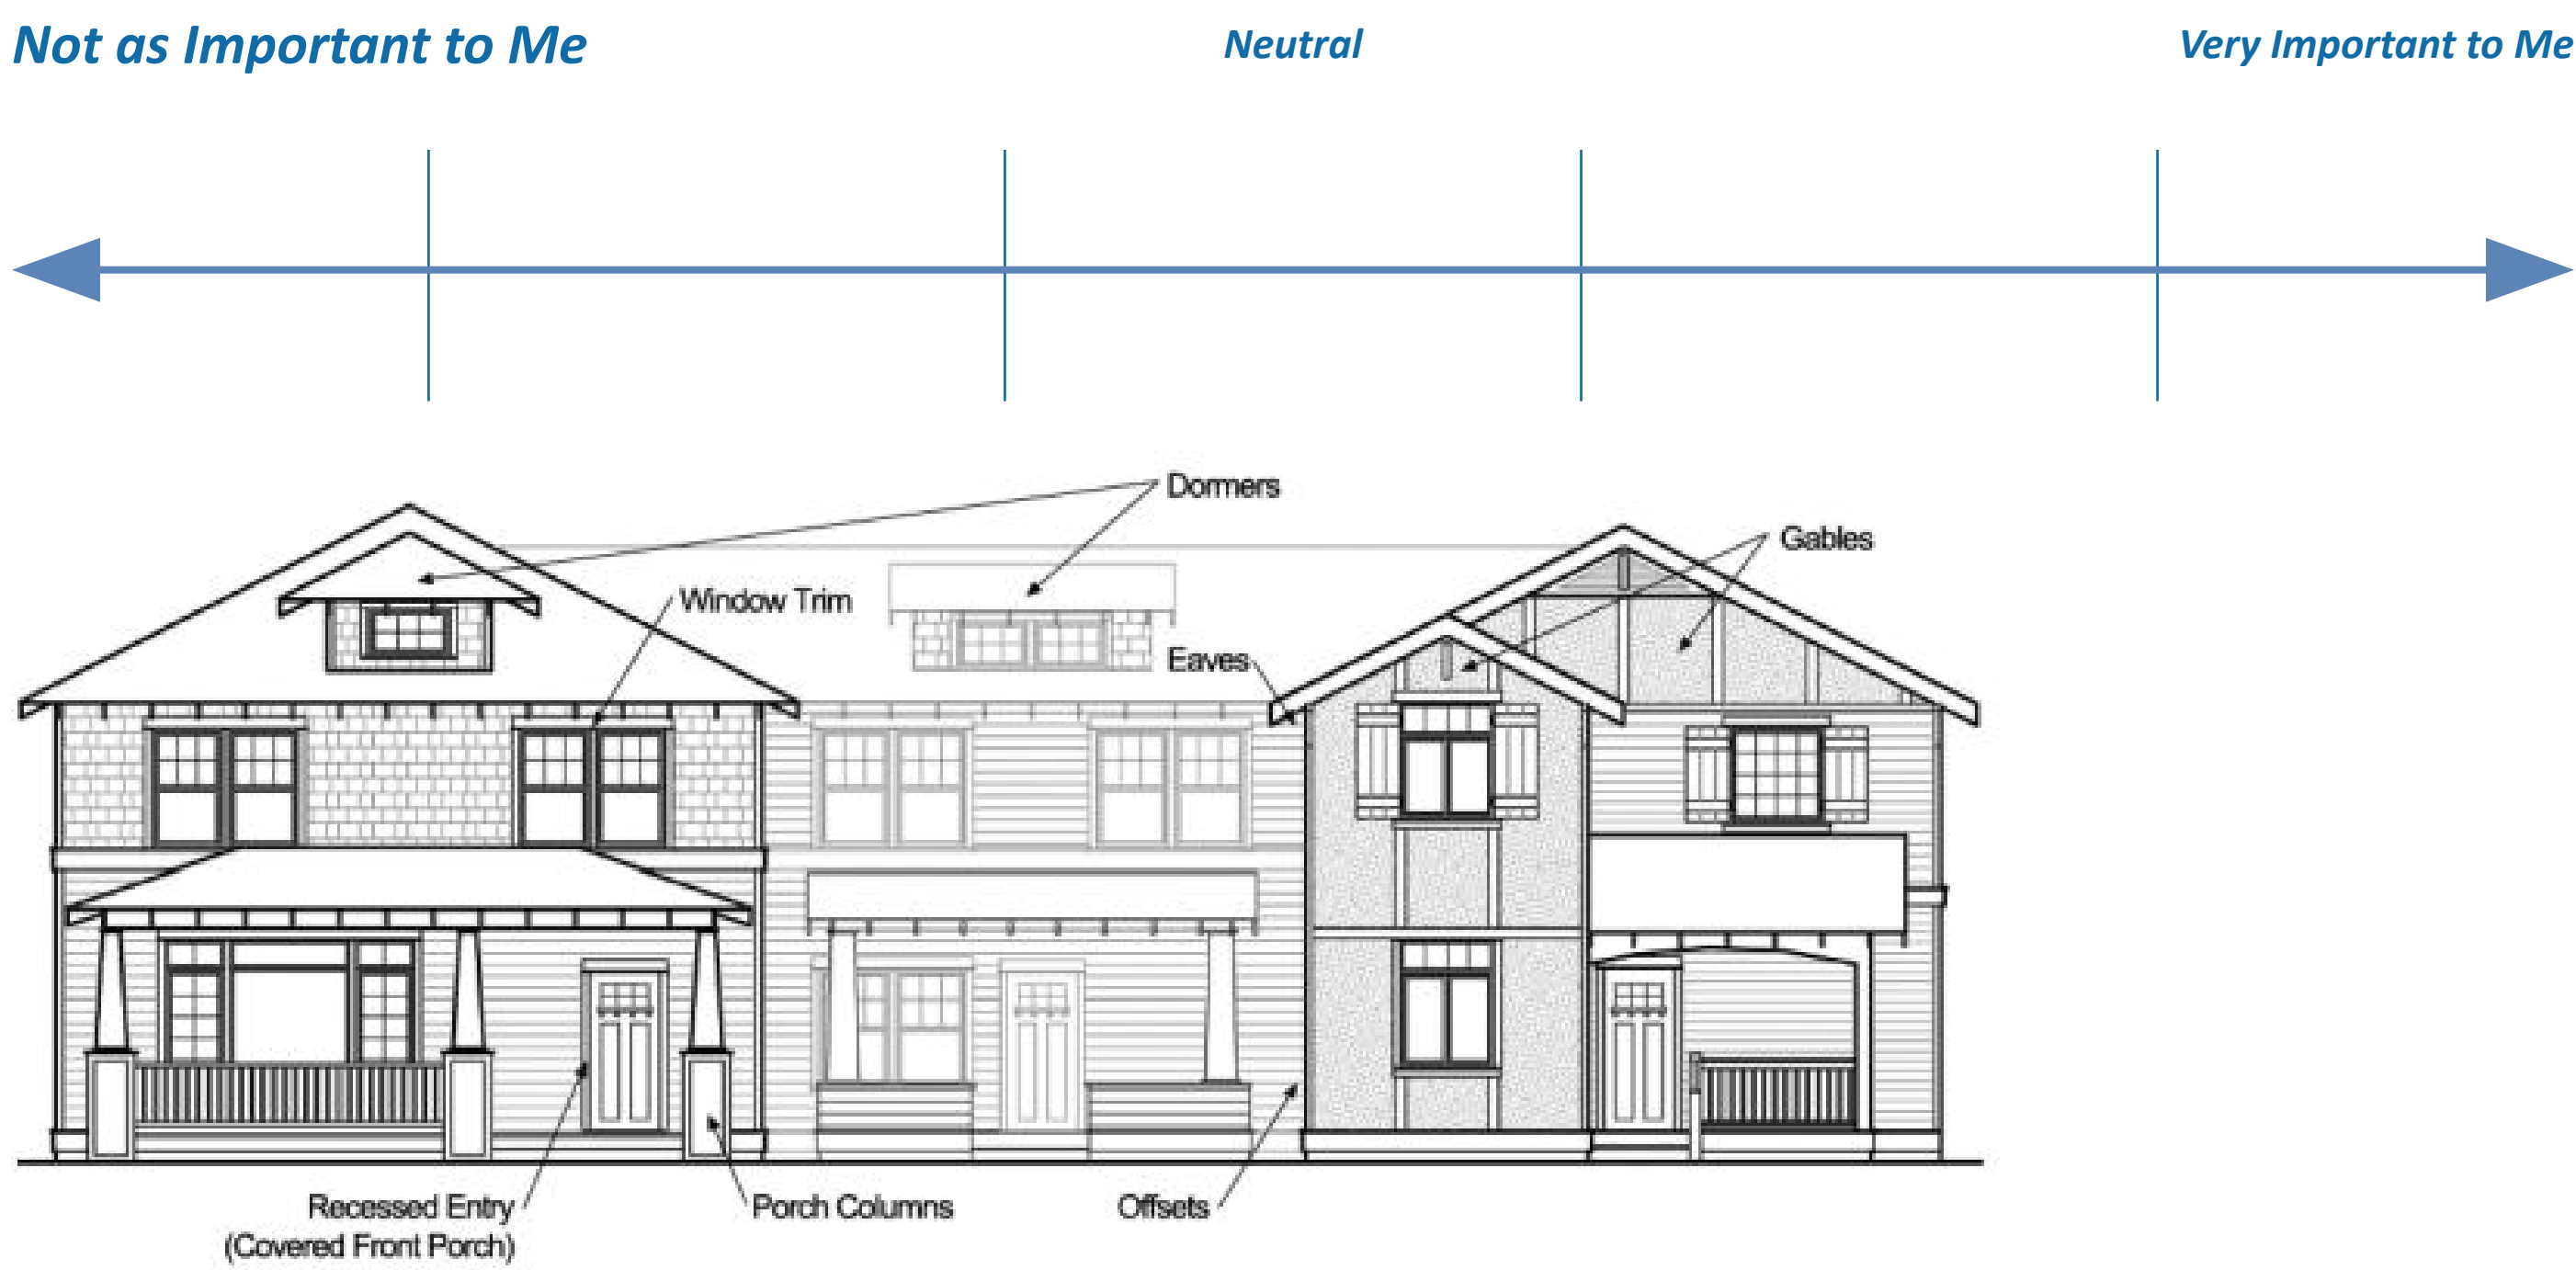 Not as Important to Me
Neutral
Very Important to Me
Dormers
Gables
Window Trim
Eaves
Recessed Entry
(Covered Front Porch)
Porch Columns
Offsets